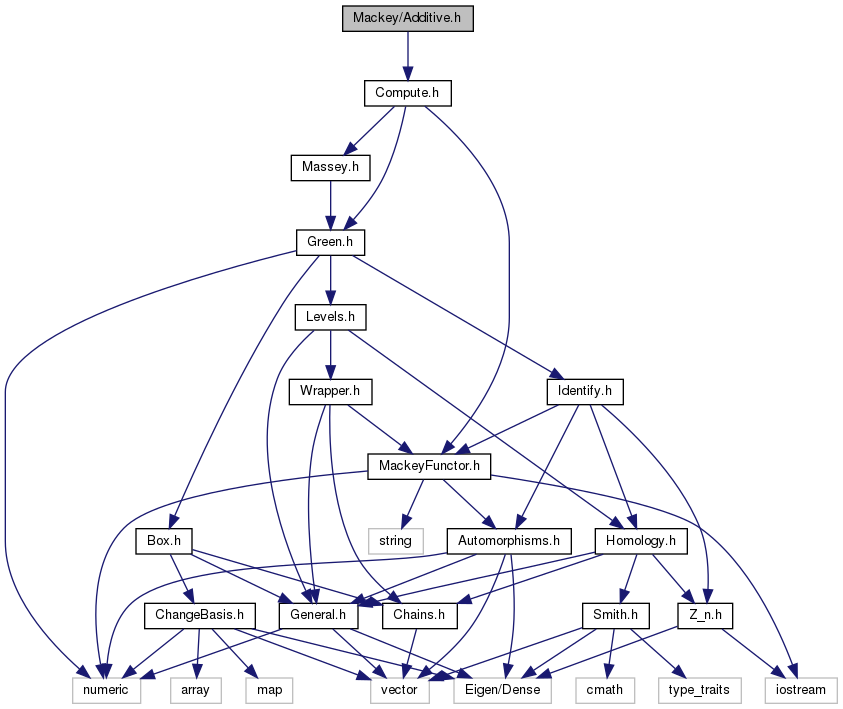 Mackey/Additive.h
Compute.h
Massey.h
Green.h
Levels.h
Wrapper.h
Identify.h
MackeyFunctor.h
string
Box.h
Automorphisms.h
Homology.h
ChangeBasis.h
General.h
Chains.h
Smith.h
Z_n.h
numeric
array
map
vector
Eigen/Dense
cmath
type_traits
iostream